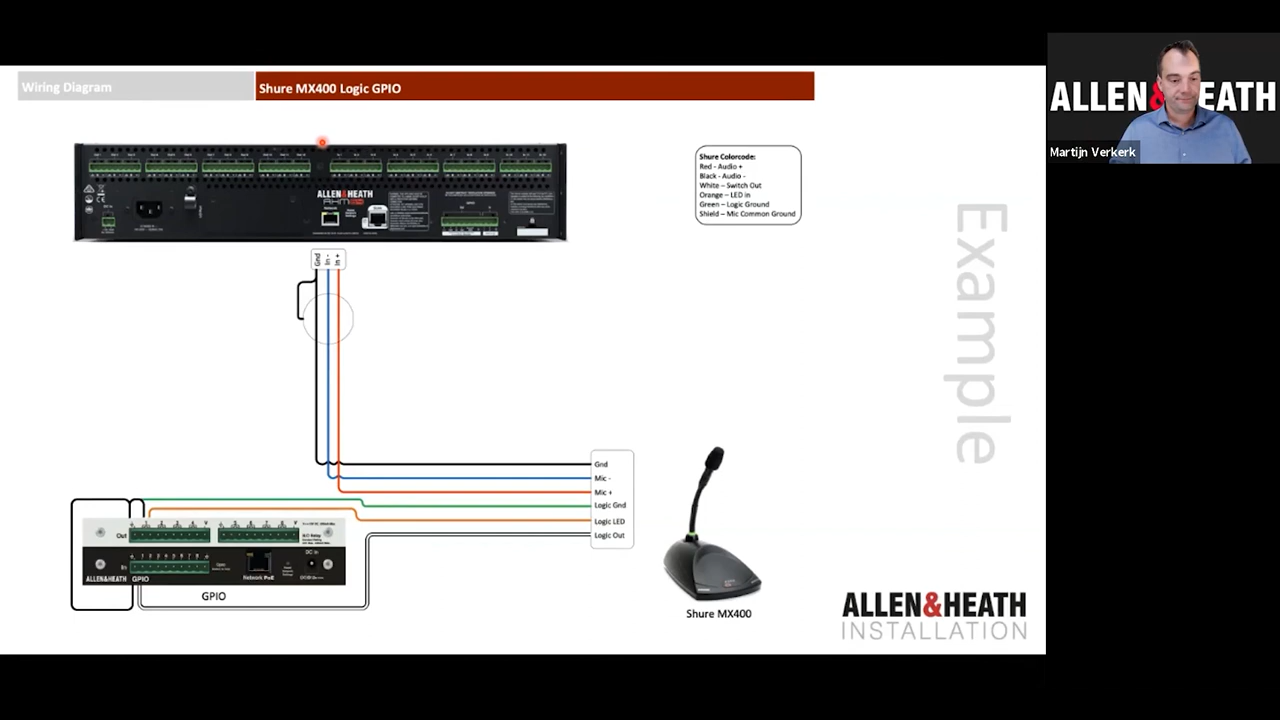 Wiring Diagram
Shure MX400 Logic GPIO
ALLEN&HEATH
Martijn Verkerk
Shure Colorcode:
Red - Audio +
Black - Audio -
White – Switch Out
Orange – LED in
Green – Logic Ground
Shield – Mic Common Ground
Example
ALLEN&HEATH
AHM
Gnd
In -
In +
Gnd
Mic -
Mic +
Logic Gnd
Logic LED
Logic Out
Out
In
ALLEN&HEATH
GPIO
Network PoE
DC In
GPIO
Shure MX400
ALLEN&HEATH
INSTALLATION